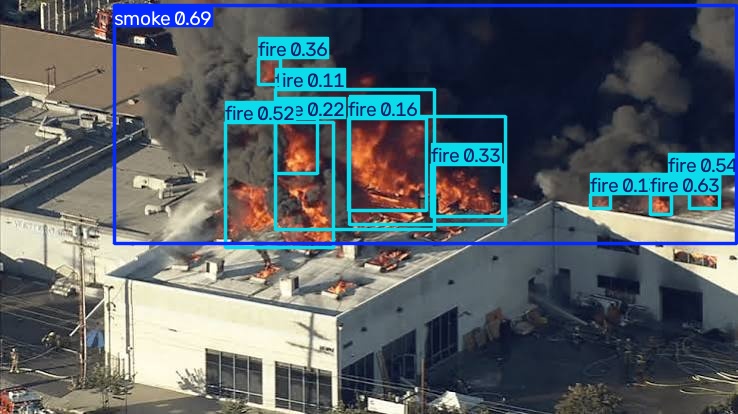 smoke 0.69
fire 0.36
fire 0.11
fire 0.52
0.22
fire 0.16
fire 0.33
fire 0.54
fire 0.1
fire 0.63